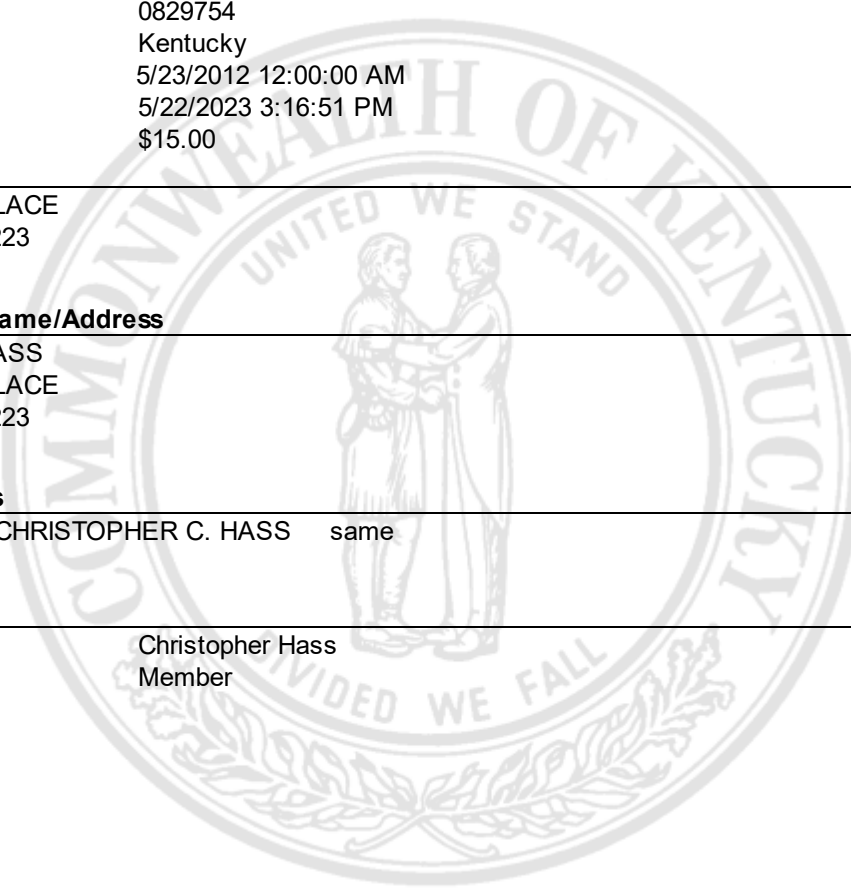 0829754
Kentucky
5/23/2012 12:00:00 AM
5/22/2023 3:16:51 PM
$15.00
LACE
223
ame/Address
ASS
LACE
223
s
CHRISTOPHER C. HASS same
Christopher Hass
Member
COMMONWEALTH OF KENTUCKY
UNITED WE STAND
DIVIDED WE FALL